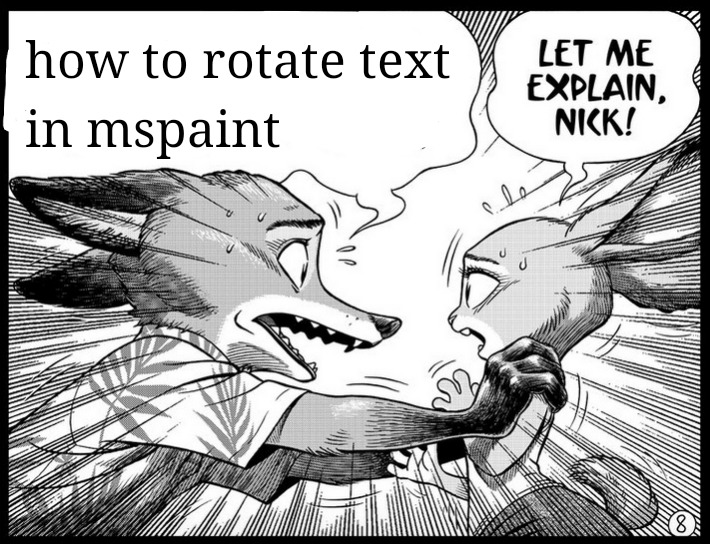 how to rotate text
in mspaint
LET ME
EXPLAIN,
NICK!
8